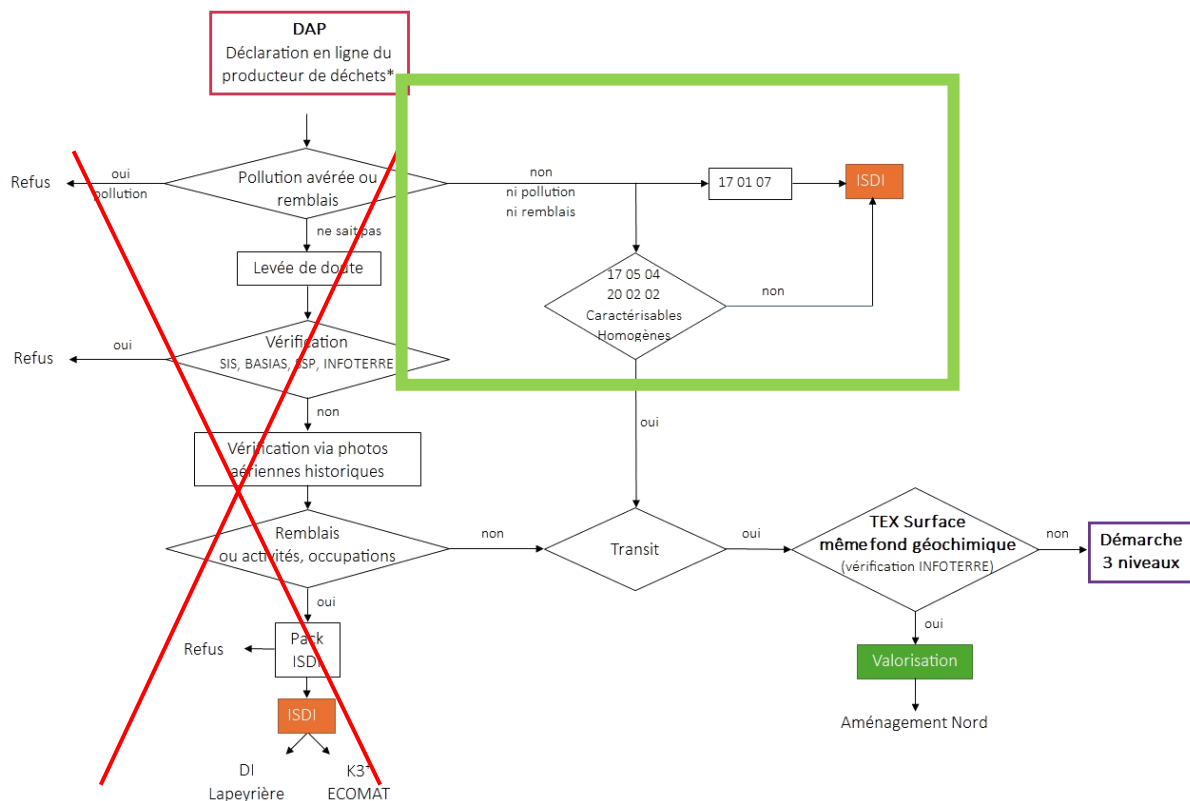 DAP
Déclaration en ligne du
producteur de déchets*
Refus
oui
pollution
Pollution avérée ou
remblais
non
ni pollution
ni remblais
17 01 07
ISDI
ne sait pas
Levée de doute
17 05 04
20 02 02
Caractérisables
Homogènes
non
Refus
oui
Vérification
SIS, BASIAS, SSP, INFOTERRE
non
oui
Vérification via photos
aériennes historiques
Remblais
ou activités, occupations
non
Transit
oui
TEX Surface
même fond géochimique
(vérification INFOTERRE)
non
Démarche
3 niveaux
oui
oui
Refus
Pack
ISDI
Valorisation
ISDI
Aménagement Nord
DI
Lapeyrière
K3+
ECOMAT